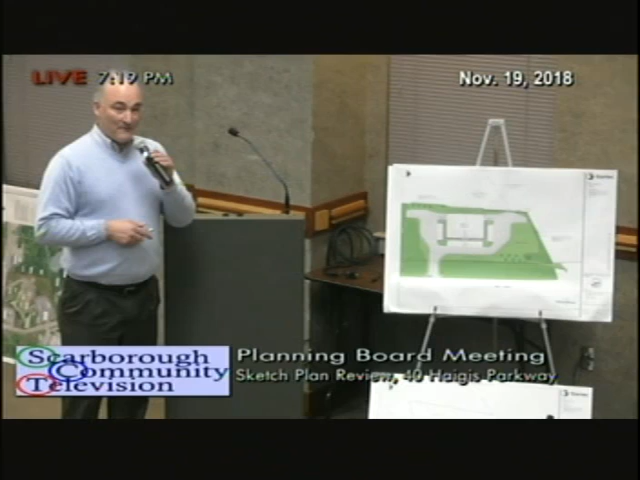 LIVE 7:19 PM
Nov. 19, 2018
Scarborough
Community
Television
Planning Board Meeting
Sketch Plan Review, 40 Haigis Parkway